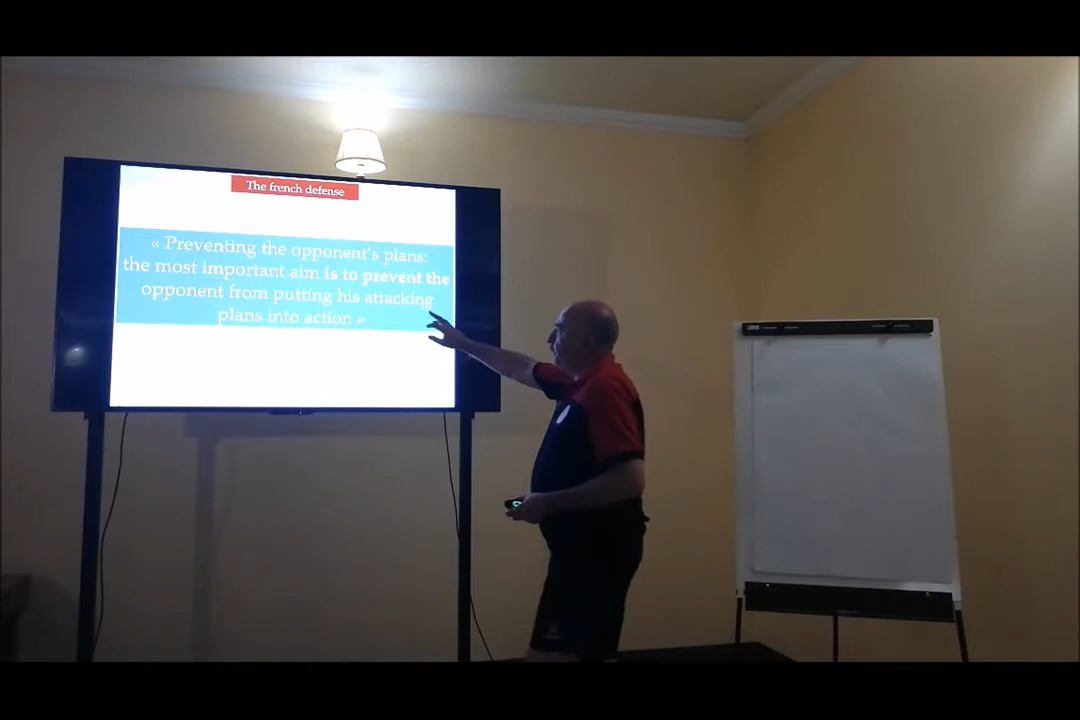 The french defense
« Preventing the opponent's plans:
the most important aim is to prevent the
opponent from putting his attacking
plans into action »